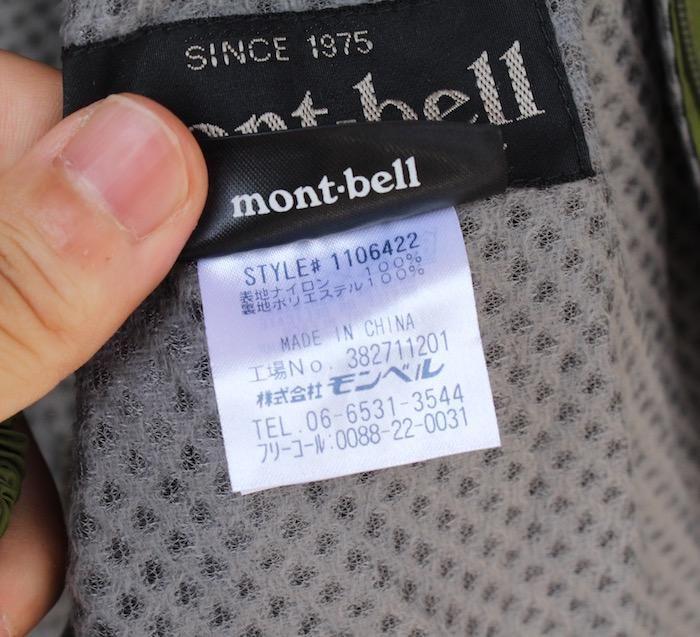 SINCE 1975
mont-bell
mont-bell
STYLE# 1106422
表地ナイロン 100%
裏地ポリエステル100%
MADE IN CHINA
工場No. 382711201
株式会社 モンベル
TEL. 06-6531-3544
フリーコール:0088-22-0031